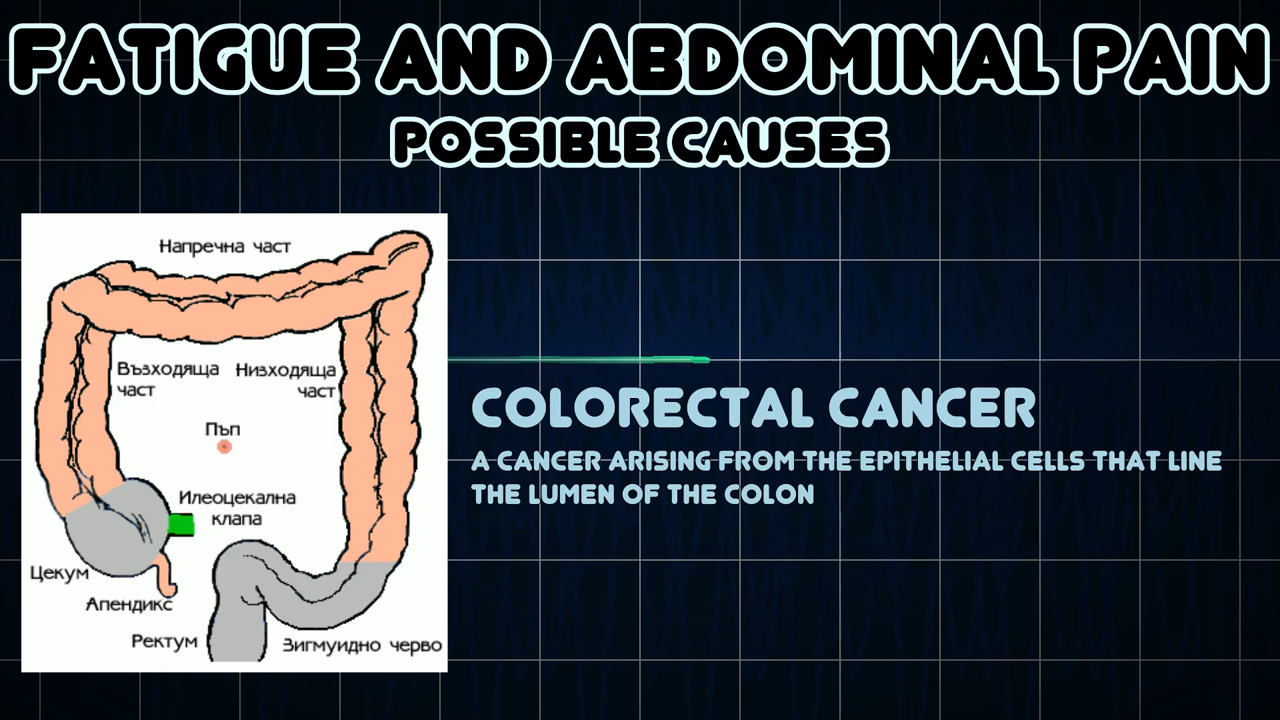 FATIGUE AND ABDOMINAL PAIN
POSSIBLE CAUSES
Напречна част
Възходяща
част
Низходяща
част
Пъп
Илеоцекална
клапа
Цекум
Апендикс
Ректум
Зигмуидно черво
COLORECTAL CANCER
A CANCER ARISING FROM THE EPITHELIAL CELLS THAT LINE
THE LUMEN OF THE COLON